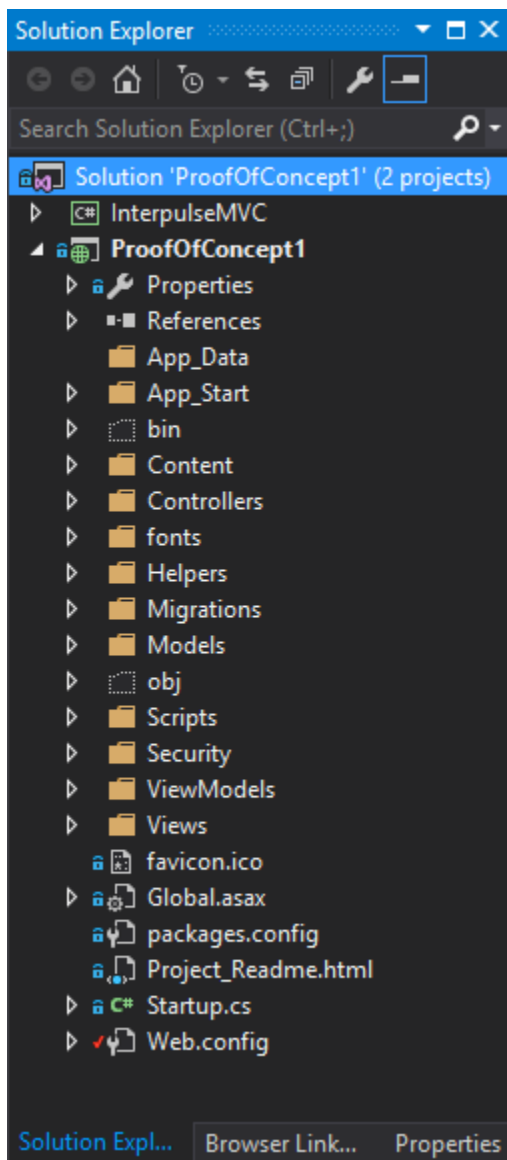 Solution Explorer
Search Solution Explorer (Ctrl+;)
Solution 'ProofOfConcept1' (2 projects)
C# InterpulseMVC
ProofOfConcept1
Properties
References
App_Data
App_Start
bin
Content
Controllers
fonts
Helpers
Migrations
Models
obj
Scripts
Security
ViewModels
Views
favicon.ico
Global.asax
packages.config
Project_Readme.html
C# Startup.cs
Web.config
Solution Expl... Browser Link... Properties